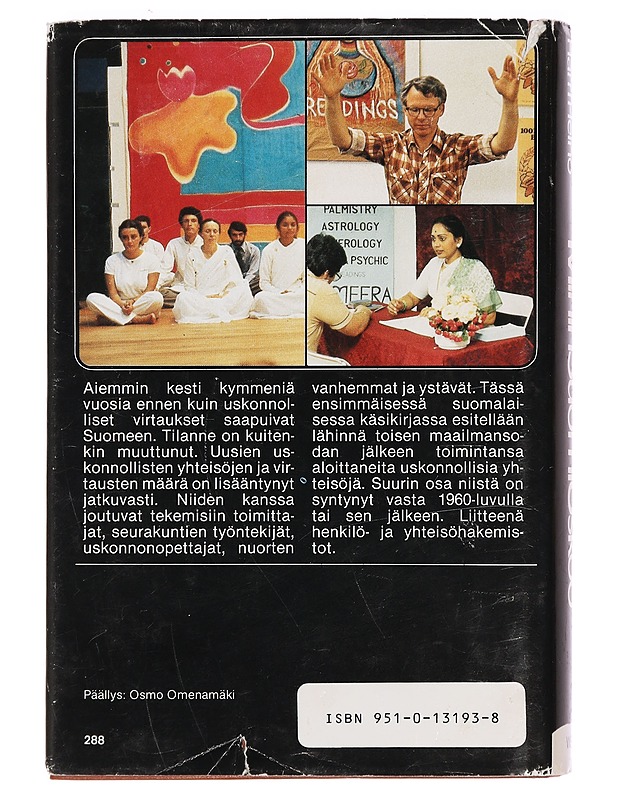 READINGS
PALMISTRY
ASTROLOGY
PSYCHIC
READINGS
MEERA
Aiemmin kesti kymmeniä
vuosia ennen kuin uskonnol-
liset virtaukset saapuivat
Suomeen. Tilanne on kuiten-
kin muuttunut. Uusien us-
konnollisten yhteisöjen ja vir-
tausten määrä on lisääntynyt
jatkuvasti. Niiden kanssa
joutuvat tekemisiin toimitta-
jat, seurakuntien työntekijät,
uskonnonopettajat, nuorten
vanhemmat ja ystävät. Tässä
ensimmäisessä suomalai-
sessa käsikirjassa esitellään
lähinnä toisen maailmanso-
dan jälkeen toimintansa
aloittaneita uskonnollisia yh-
teisöjä. Suurin osa niistä on
syntynyt vasta 1960-luvulla
tai sen jälkeen. Liitteenä
henkilö- ja yhteisöhakemis-
tot.
Päällys: Osmo Omenamäki
ISBN 951-0-13193-8
288